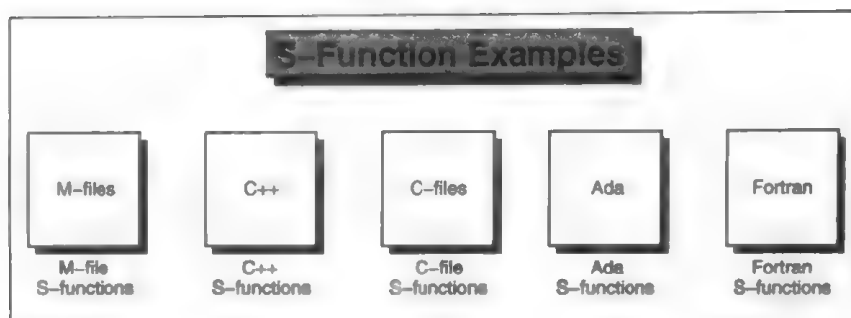 S-Function Examples
M-files
C++
C-files
Ada
Fortran
M-file
S-functions
C++
S-functions
C-file
S-functions
Ada
S-functions
Fortran
S-functions